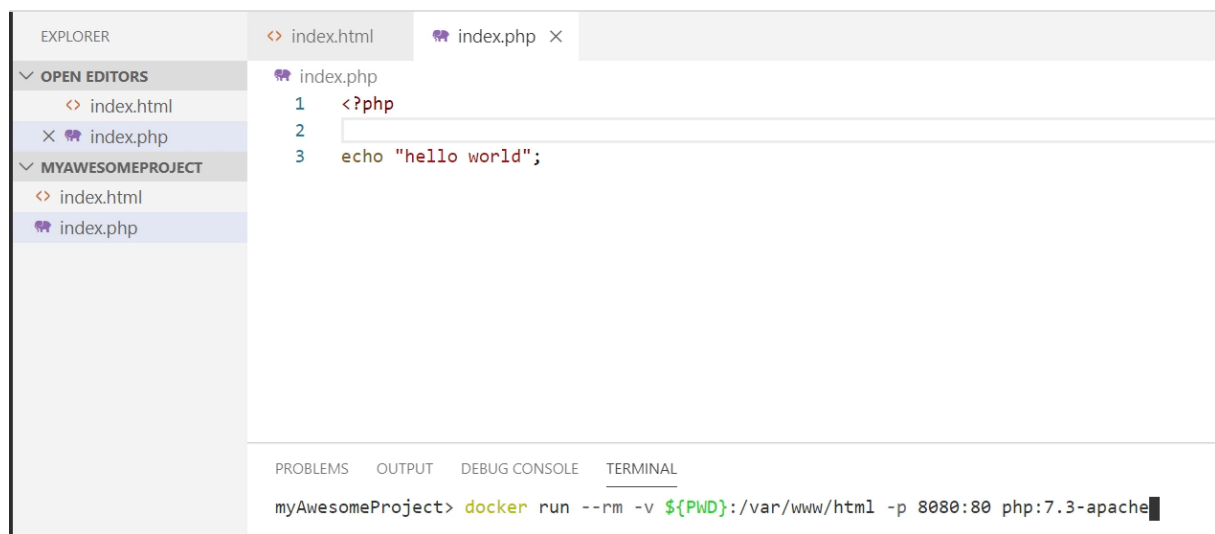 EXPLORER
OPEN EDITORS
index.html
index.php
MYAWESOMEPROJECT
index.html
index.php
index.html index.php
index.php
1 <?php
2
3 echo "hello world";
PROBLEMS OUTPUT DEBUG CONSOLE TERMINAL
myAwesomeProject> docker run --rm -v ${PWD}:/var/www/html -p 8080:80 php:7.3-apache